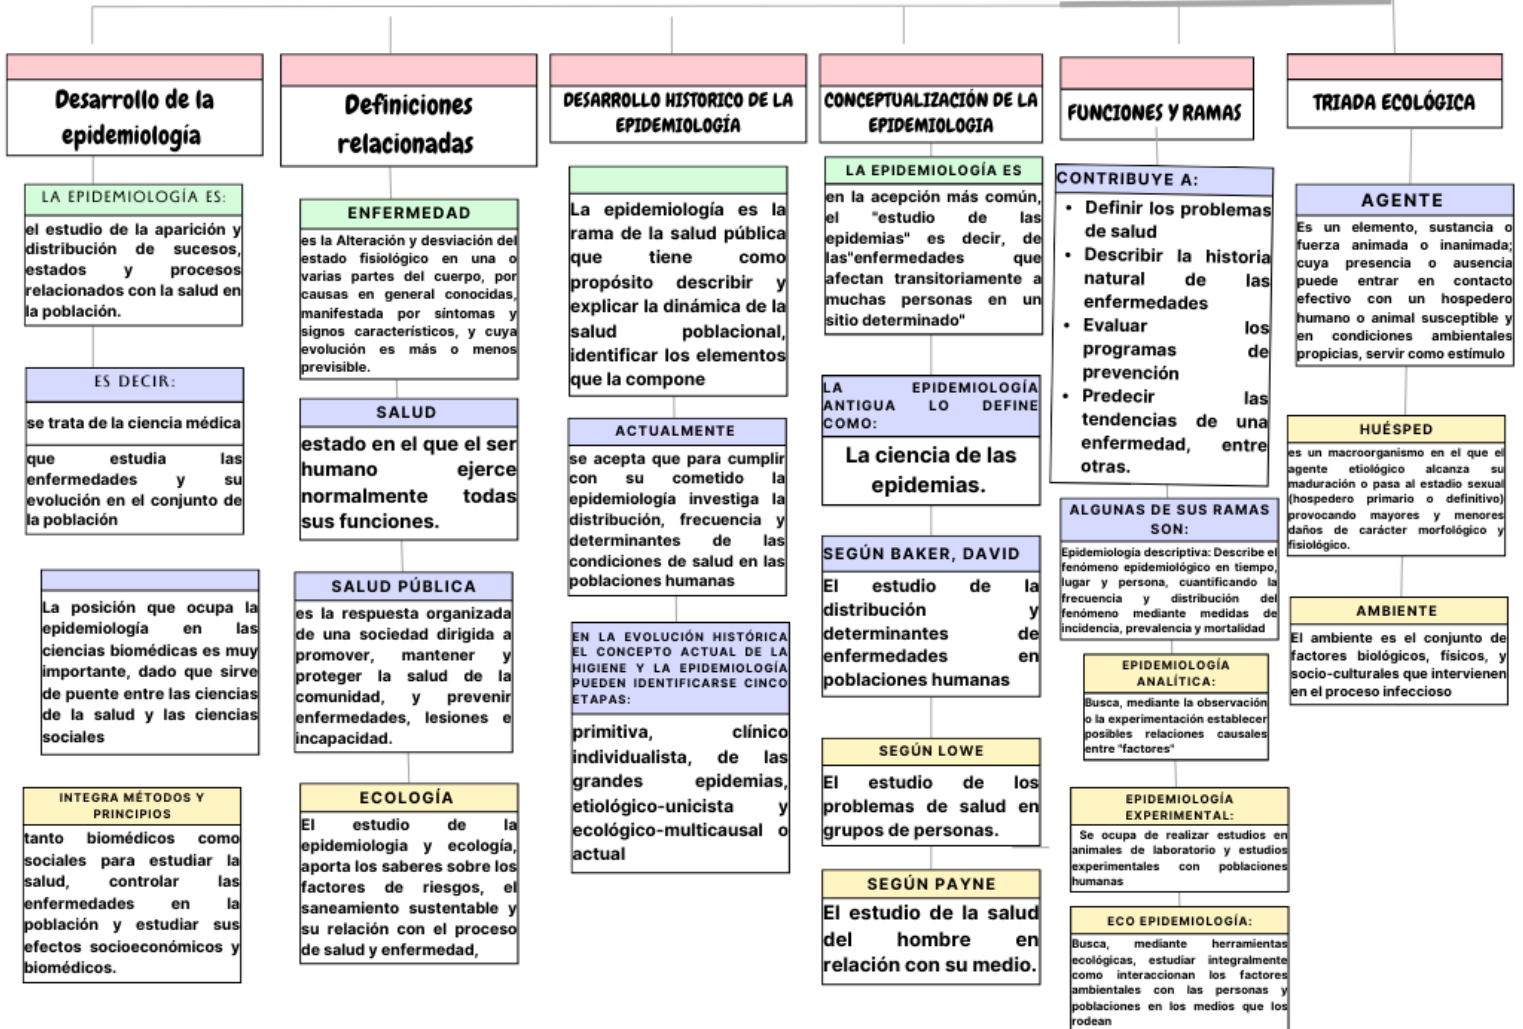 Desarrollo de la
epidemiología
LA EPIDEMIOLOGÍA ES:
el estudio de la aparición y
distribución de sucesos,
estados y procesos
relacionados con la salud en
la población.
ES DECIR:
se trata de la ciencia médica
que estudia las
enfermedades y su
evolución en el conjunto de
la población
La posición que ocupa la
epidemiología en las
ciencias biomédicas es muy
importante, dado que sirve
de puente entre las ciencias
de la salud y las ciencias
sociales
INTEGRA MÉTODOS Y
PRINCIPIOS
tanto biomédicos como
sociales para estudiar la
salud, controlar las
enfermedades en la
población y estudiar sus
efectos socioeconómicos y
biomédicos.
Definiciones
relacionadas
ENFERMEDAD
es la Alteración y desviación del
estado fisiológico en una o
varias partes del cuerpo, por
causas en general conocidas,
manifestada por síntomas y
signos característicos, y cuya
evolución es más o menos
previsible.
SALUD
estado en el que el ser
humano ejerce
normalmente todas
sus funciones.
SALUD PÚBLICA
es la respuesta organizada
de una sociedad dirigida a
promover, mantener y
proteger la salud de la
comunidad, y prevenir
enfermedades, lesiones e
incapacidad.
ECOLOGÍA
El estudio de la
epidemiologia y ecología,
aporta los saberes sobre los
factores de riesgos, el
saneamiento sustentable y
su relación con el proceso
de salud y enfermedad,
DESARROLLO HISTORICO DE LA
EPIDEMIOLOGÍA
La epidemiología es la
rama de la salud pública
que tiene como
propósito describir y
explicar la dinámica de la
salud poblacional,
identificar los elementos
que la compone
ACTUALMENTE
se acepta que para cumplir
con su cometido la
epidemiología investiga la
distribución, frecuencia y
determinantes de las
condiciones de salud en las
poblaciones humanas
EN LA EVOLUCIÓN HISTÓRICA
EL CONCEPTO ACTUAL DE LA
HIGIENE Y LA EPIDEMIOLOGÍA
PUEDEN IDENTIFICARSE CINCO
ETAPAS:
primitiva, clínico
individualista, de las
grandes epidemias,
etiológico-unicista y
ecológico-multicausal o
actual
CONCEPTUALIZACIÓN DE LA
EPIDEMIOLOGIA
LA EPIDEMIOLOGÍA ES
en la acepción más común,
el "estudio de las
epidemias" es decir, de
las"enfermedades que
afectan transitoriamente a
muchas personas en un
sitio determinado"
LA EPIDEMIOLOGÍA
ANTIGUA LO DEFINE
COMO:
La ciencia de las
epidemias.
SEGÚN BAKER, DAVID
El estudio de la
distribución y
determinantes de
enfermedades en
poblaciones humanas
SEGÚN LOWE
El estudio de los
problemas de salud en
grupos de personas.
SEGÚN PAYNE
El estudio de la salud
del hombre en
relación con su medio.
FUNCIONES Y RAMAS
CONTRIBUYE A:
• Definir los problemas
de salud
• Describir la historia
natural de las
enfermedades
• Evaluar los
programas de
prevención
• Predecir las
tendencias de una
enfermedad, entre
otras.
ALGUNAS DE SUS RAMAS
SON:
Epidemiología descriptiva: Describe el
fenómeno epidemiológico en tiempo,
lugar y persona, cuantificando la
frecuencia y distribución del
fenómeno mediante medidas de
incidencia, prevalencia y mortalidad
EPIDEMIOLOGÍA
ANALÍTICA:
Busca, mediante la observación
o la experimentación establecer
posibles relaciones causales
entre "factores"
EPIDEMIOLOGÍA
EXPERIMENTAL:
Se ocupa de realizar estudios en
animales de laboratorio y estudios
experimentales con poblaciones
humanas
ECO EPIDEMIOLOGÍA:
Busca, mediante herramientas
ecológicas, estudiar integralmente
como interaccionan los factores
ambientales con las personas y
poblaciones en los medios que los
rodean
TRIADA ECOLÓGICA
AGENTE
Es un elemento, sustancia o
fuerza animada o inanimada;
cuya presencia o ausencia
puede entrar en contacto
efectivo con un hospedero
humano o animal susceptible y
en condiciones ambientales
propicias, servir como estímulo
HUÉSPED
es un macroorganismo en el que el
agente etiológico alcanza su
maduración o pasa al estadio sexual
(hospedero primario o definitivo)
provocando mayores y menores
daños de carácter morfológico y
fisiológico.
AMBIENTE
El ambiente es el conjunto de
factores biológicos, físicos, y
socio-culturales que intervienen
en el proceso infeccioso